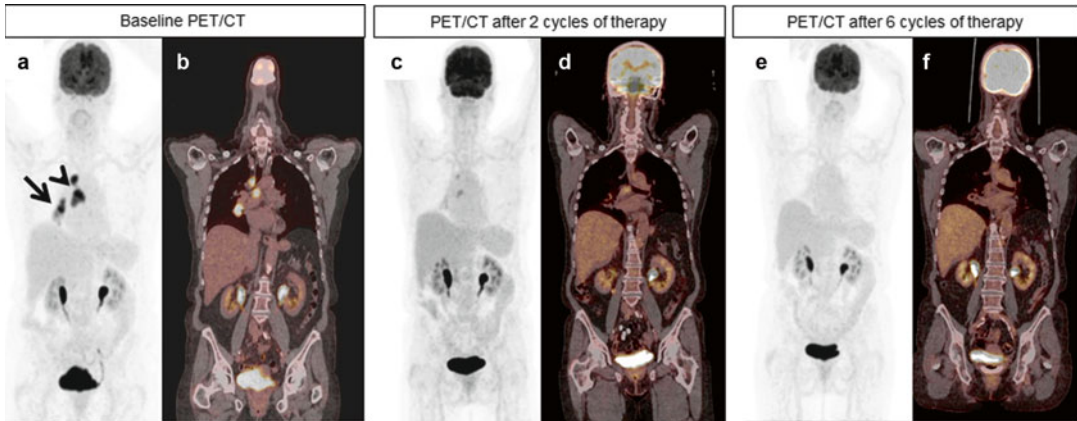 Baseline PET/CT
PET/CT after 2 cycles of therapy
PET/CT after 6 cycles of therapy
a
b
c
d
e
f